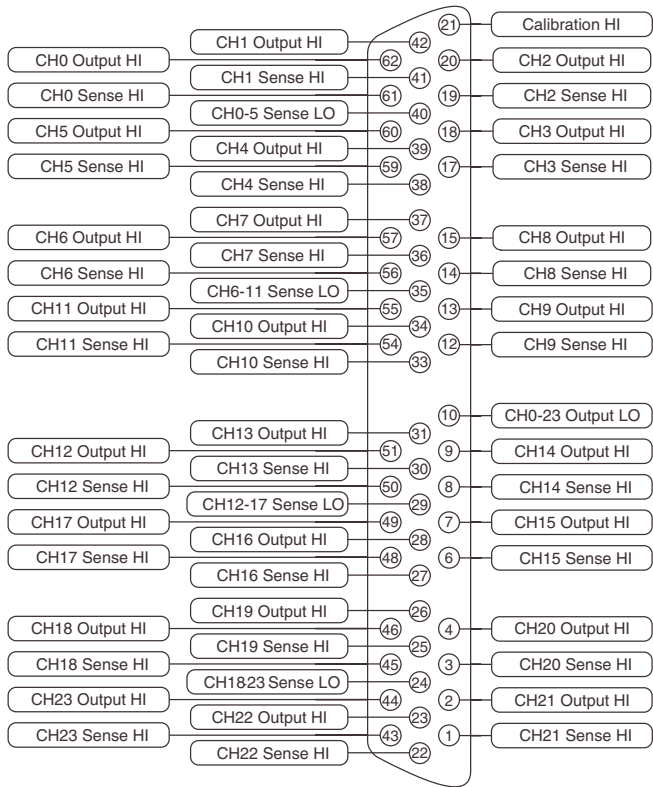 21 Calibration HI
CH1 Output HI 42
CH0 Output HI 62 20 CH2 Output HI
CH1 Sense HI 41
CH0 Sense HI 61 19 CH2 Sense HI
CH0-5 Sense LO 40
CH5 Output HI 60 18 CH3 Output HI
CH4 Output HI 39
CH5 Sense HI 59 17 CH3 Sense HI
CH4 Sense HI 38
CH7 Output HI 37
CH6 Output HI 57 15 CH8 Output HI
CH7 Sense HI 36
CH6 Sense HI 56 14 CH8 Sense HI
CH6-11 Sense LO 35
CH11 Output HI 55 13 CH9 Output HI
CH10 Output HI 34
CH11 Sense HI 54 12 CH9 Sense HI
CH10 Sense HI 33
10 CH0-23 Output LO
CH13 Output HI 31
CH12 Output HI 51 9 CH14 Output HI
CH13 Sense HI 30
CH12 Sense HI 50 8 CH14 Sense HI
CH12-17 Sense LO 29
CH17 Output HI 49 7 CH15 Output HI
CH16 Output HI 28
CH17 Sense HI 48 6 CH15 Sense HI
CH16 Sense HI 27
CH19 Output HI 26
CH18 Output HI 46 4 CH20 Output HI
CH19 Sense HI 25
CH18 Sense HI 45 3 CH20 Sense HI
CH18-23 Sense LO 24
CH23 Output HI 44 2 CH21 Output HI
CH22 Output HI 23
CH23 Sense HI 43 1 CH21 Sense HI
CH22 Sense HI 22